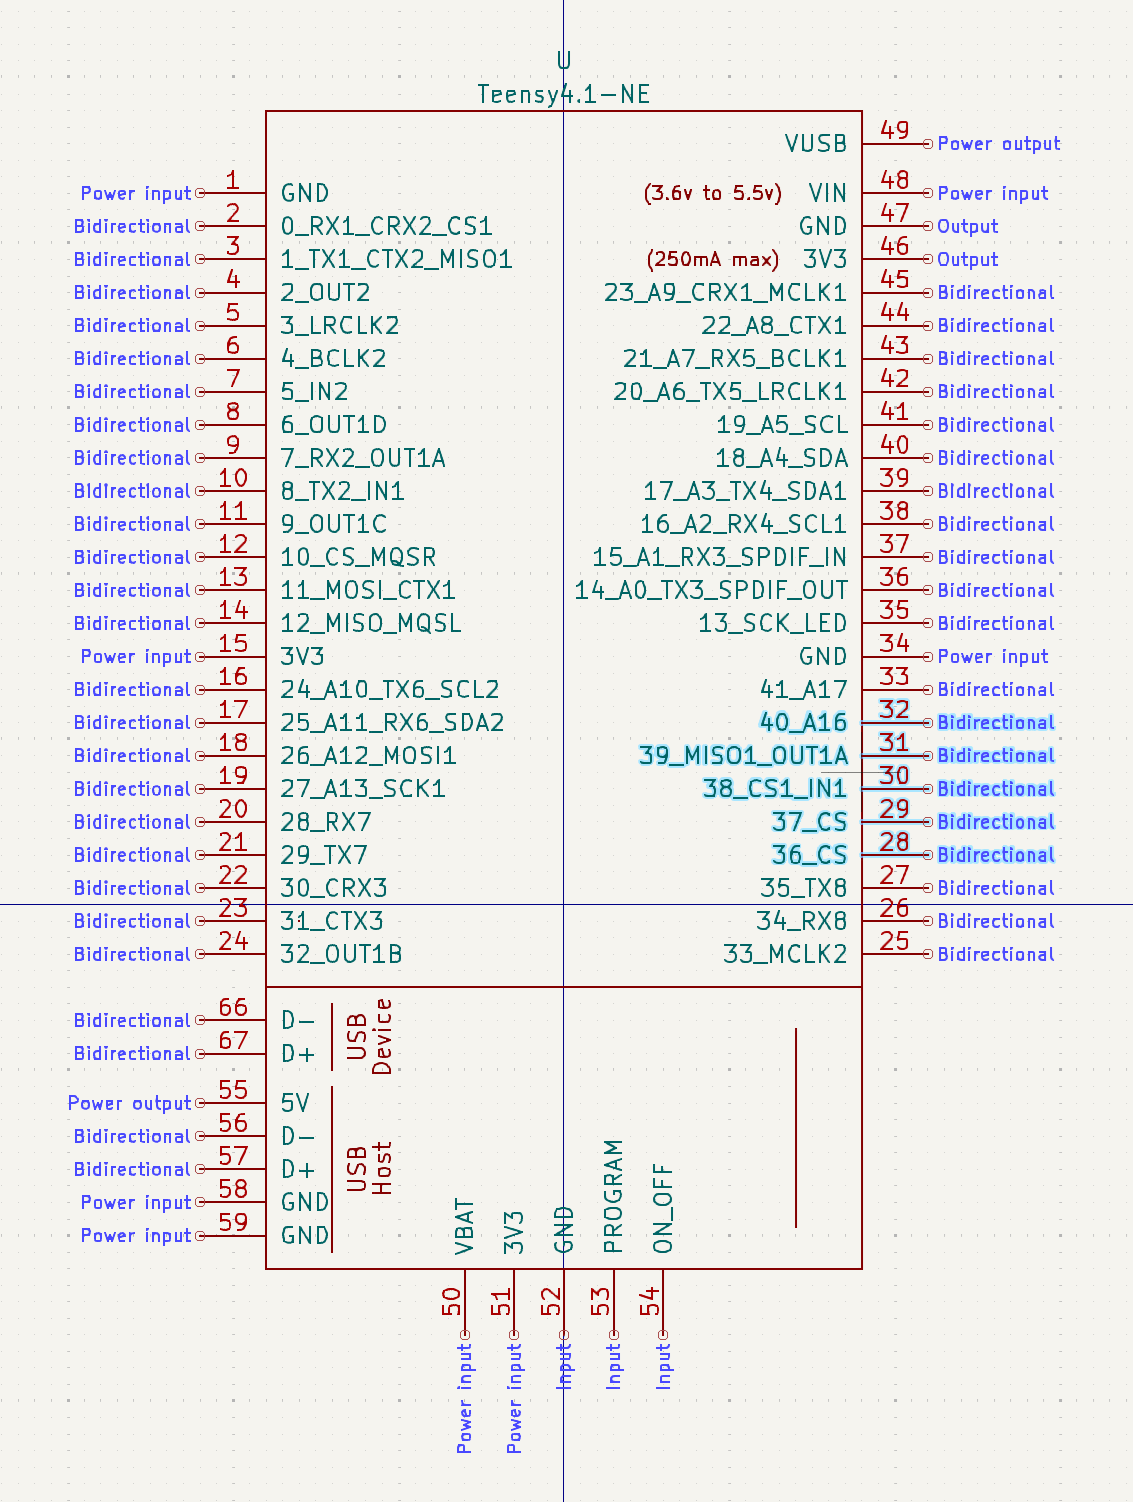 U
Teensy4.1-NE
VUSB 49 Power output
Power input 1 GND (3.6v to 5.5v) VIN 48 Power input
Bidirectional 2 0_RX1_CRX2_CS1 GND 47 Output
Bidirectional 3 1_TX1_CTX2_MISO1 (250mA max) 3V3 46 Output
Bidirectional 4 2_OUT2 23_A9_CRX1_MCLK1 45 Bidirectional
Bidirectional 5 3_LRCLK2 22_A8_CTX1 44 Bidirectional
Bidirectional 6 4_BCLK2 21_A7_RX5_BCLK1 43 Bidirectional
Bidirectional 7 5_IN2 20_A6_TX5_LRCLK1 42 Bidirectional
Bidirectional 8 6_OUT1D 19_A5_SCL 41 Bidirectional
Bidirectional 9 7_RX2_OUT1A 18_A4_SDA 40 Bidirectional
Bidirectional 10 8_TX2_IN1 17_A3_TX4_SDA1 39 Bidirectional
Bidirectional 11 9_OUT1C 16_A2_RX4_SCL1 38 Bidirectional
Bidirectional 12 10_CS_MQSR 15_A1_RX3_SPDIF_IN 37 Bidirectional
Bidirectional 13 11_MOSI_CTX1 14_A0_TX3_SPDIF_OUT 36 Bidirectional
Bidirectional 14 12_MISO_MQSL 13_SCK_LED 35 Bidirectional
Power input 15 3V3 GND 34 Power input
Bidirectional 16 24_A10_TX6_SCL2 41_A17 33 Bidirectional
Bidirectional 17 25_A11_RX6_SDA2 40_A16 32 Bidirectional
Bidirectional 18 26_A12_MOSI1 39_MISO1_OUT1A 31 Bidirectional
Bidirectional 19 27_A13_SCK1 38_CS1_IN1 30 Bidirectional
Bidirectional 20 28_RX7 37_CS 29 Bidirectional
Bidirectional 21 29_TX7 36_CS 28 Bidirectional
Bidirectional 22 30_CRX3 35_TX8 27 Bidirectional
Bidirectional 23 31_CTX3 34_RX8 26 Bidirectional
Bidirectional 24 32_OUT1B 33_MCLK2 25 Bidirectional
Bidirectional 66 D-
Bidirectional 67 D+
USB
Device
Power output 55 5V
Bidirectional 56 D-
Bidirectional 57 D+
Power input 58 GND
Power input 59 GND
USB
Host
VBAT 50 Power input
3V3 51 Power input
GND 52 Input
PROGRAM 53 Input
ON_OFF 54 Input